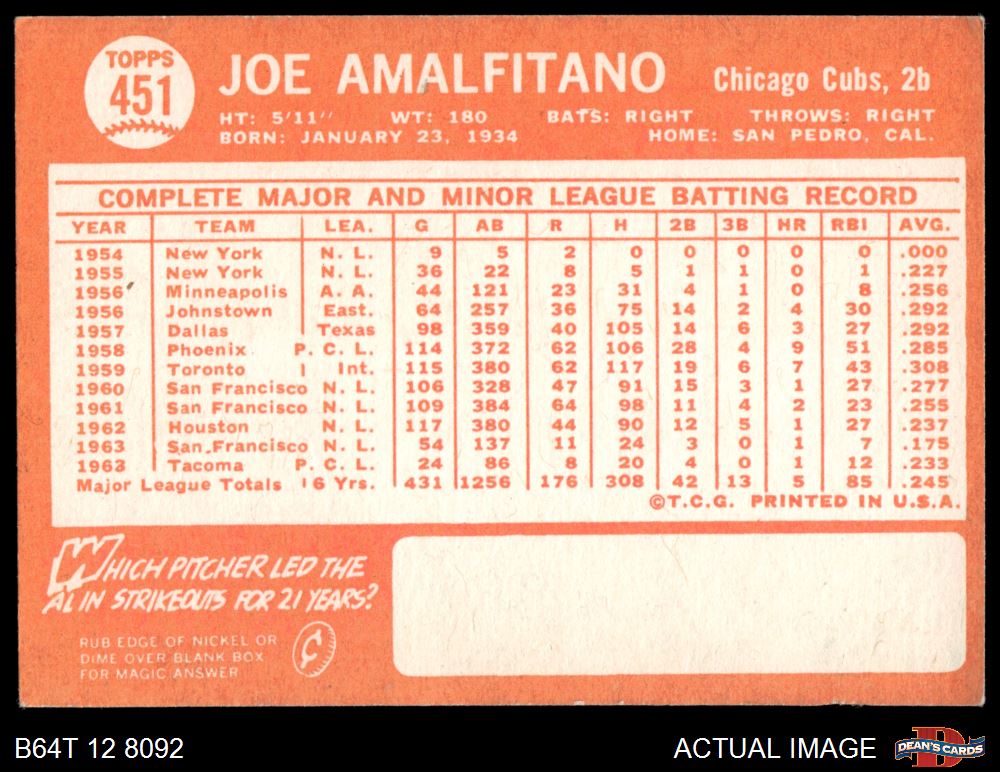 TOPPS
451
JOE AMALFITANO
Chicago Cubs, 2b
HT: 5'11" WT: 180 BATS: RIGHT THROWS: RIGHT
BORN: JANUARY 23, 1934 HOME: SAN PEDRO, CAL.
COMPLETE MAJOR AND MINOR LEAGUE BATTING RECORD
YEAR TEAM LEA. G AB R H 2B 3B HR RBI AVG.
1954 New York N. L. 9 5 2 0 0 0 0 0 .000
1955 New York N. L. 36 22 8 5 1 1 0 1 .227
1956 Minneapolis A. A. 44 121 23 31 4 1 0 8 .256
1956 Johnstown East. 64 257 36 75 14 2 4 30 .292
1957 Dallas Texas 98 359 40 105 14 6 3 27 .292
1958 Phoenix P. C. L. 114 372 62 106 28 4 9 51 .285
1959 Toronto Int. 115 380 62 117 19 6 7 43 .308
1960 San Francisco N. L. 106 328 47 91 15 3 1 27 .277
1961 San Francisco N. L. 109 384 64 98 11 4 2 23 .255
1962 Houston N. L. 117 380 44 90 12 5 1 27 .237
1963 San Francisco N. L. 54 137 11 24 3 0 1 7 .175
1963 Tacoma P. C. L. 24 86 8 20 4 0 1 12 .233
Major League Totals 6 Yrs. 431 1256 176 308 42 13 5 85 .245
©T.C.G. PRINTED IN U.S.A.
WHICH PITCHER LED THE
AL IN STRIKEOUTS FOR 21 YEARS?
RUB EDGE OF NICKEL OR
DIME OVER BLANK BOX
FOR MAGIC ANSWER
¢
B64T 12 8092
ACTUAL IMAGE
D
DEAN'S CARDS